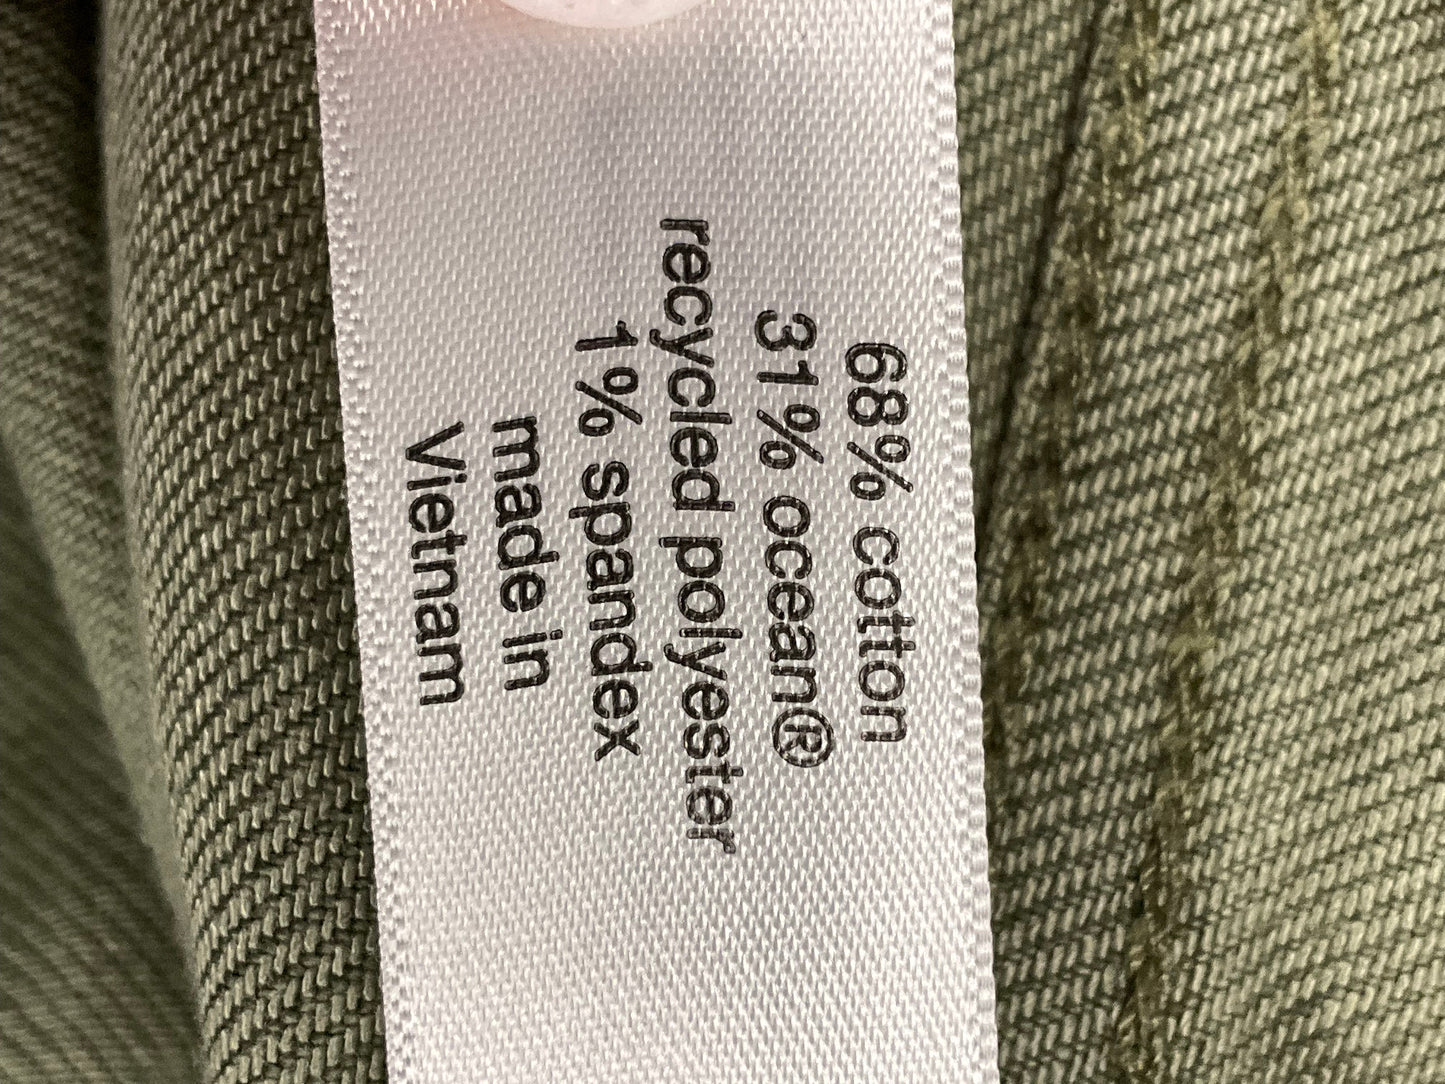 68% cotton
31% ocean®
recycled polyester
1% spandex
made in
Vietnam